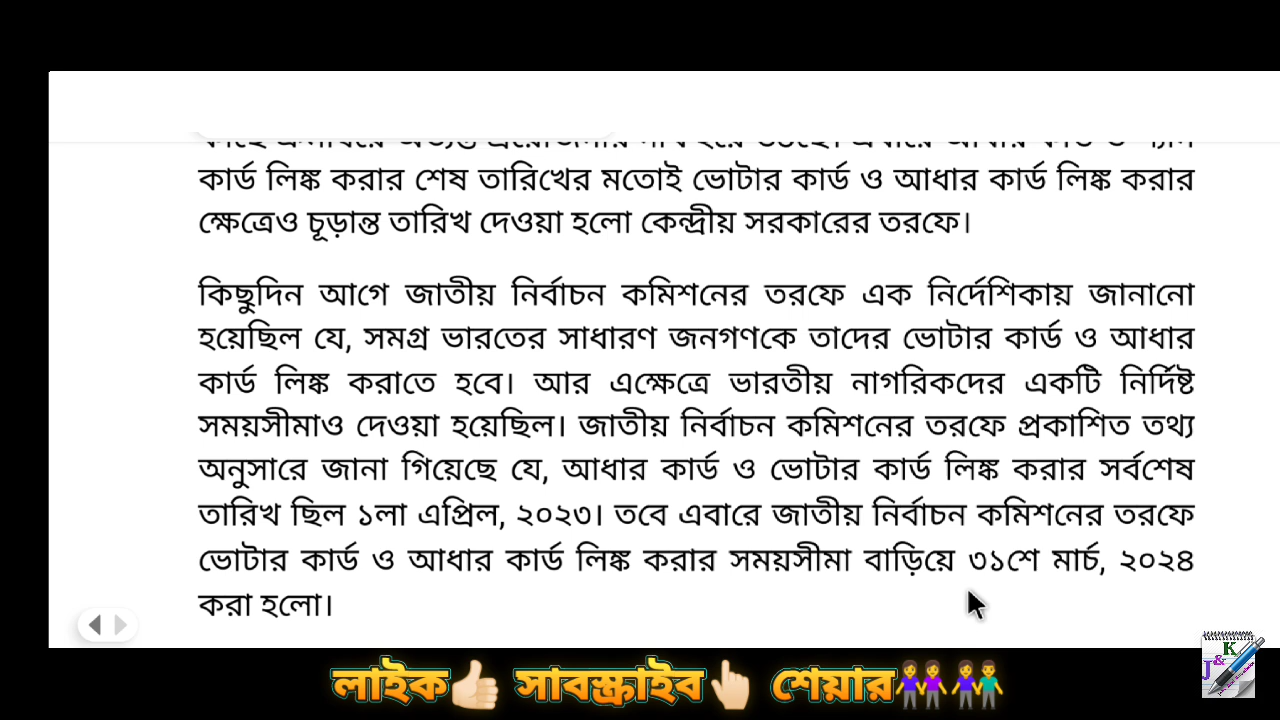 কার্ড লিঙ্ক করার শেষ তারিখের মতোই ভোটার কার্ড ও আধার কার্ড লিঙ্ক করার
ক্ষেত্রেও চূড়ান্ত তারিখ দেওয়া হলো কেন্দ্রীয় সরকারের তরফে।
কিছুদিন আগে জাতীয় নির্বাচন কমিশনের তরফে এক নির্দেশিকায় জানানো
হয়েছিল যে, সমগ্র ভারতের সাধারণ জনগণকে তাদের ভোটার কার্ড ও আধার
কার্ড লিঙ্ক করাতে হবে। আর এক্ষেত্রে ভারতীয় নাগরিকদের একটি নির্দিষ্ট
সময়সীমাও দেওয়া হয়েছিল। জাতীয় নির্বাচন কমিশনের তরফে প্রকাশিত তথ্য
অনুসারে জানা গিয়েছে যে, আধার কার্ড ও ভোটার কার্ড লিঙ্ক করার সর্বশেষ
তারিখ ছিল ১লা এপ্রিল, ২০২৩। তবে এবারে জাতীয় নির্বাচন কমিশনের তরফে
ভোটার কার্ড ও আধার কার্ড লিঙ্ক করার সময়সীমা বাড়িয়ে ৩১শে মার্চ, ২০২৪
করা হলো।
লাইক👍🏻 সাবস্ক্রাইব👆🏻 শেয়ার👭👫
J&K